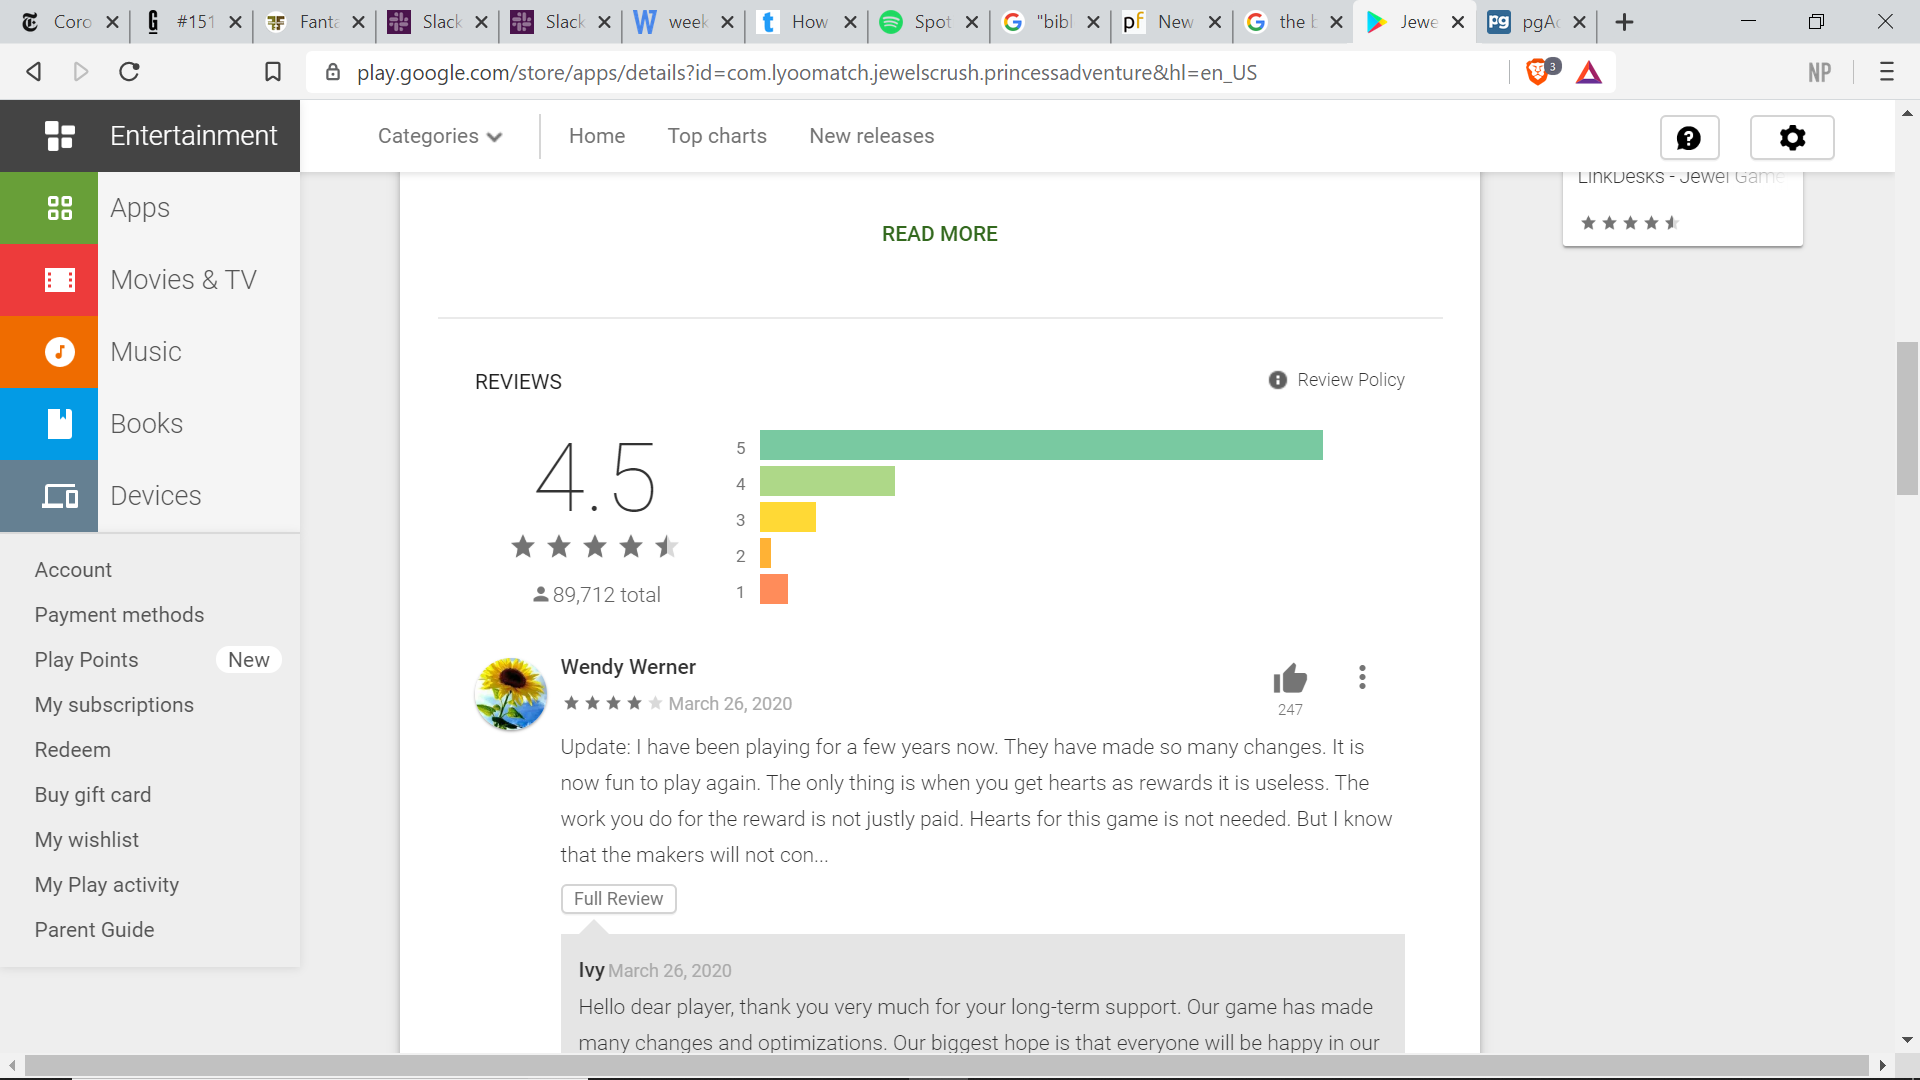 Coro
#151
Fanta
Slack
Slack
week
How
Spot
"bibl
New
the b
Jewe
pgAc
play.google.com/store/apps/details?id=com.lyoomatch.jewelscrush.princessadventure&hl=en_US
3
NP
Entertainment
Categories
Home
Top charts
New releases
Apps
Movies & TV
Music
Books
Devices
Account
Payment methods
Play Points
New
My subscriptions
Redeem
Buy gift card
My wishlist
My Play activity
Parent Guide
LinkDesks - Jewel Game
READ MORE
REVIEWS
Review Policy
4.5
89,712 total
5
4
3
2
1
Wendy Werner
March 26, 2020
247
Update: I have been playing for a few years now. They have made so many changes. It is
now fun to play again. The only thing is when you get hearts as rewards it is useless. The
work you do for the reward is not justly paid. Hearts for this game is not needed. But I know
that the makers will not con...
Full Review
Ivy March 26, 2020
Hello dear player, thank you very much for your long-term support. Our game has made
many changes and optimizations. Our biggest hope is that everyone will be happy in our